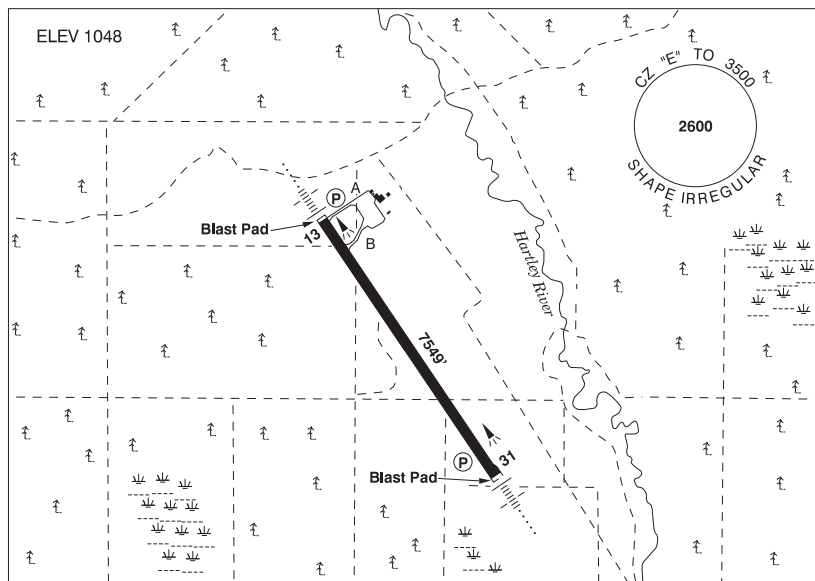 ELEV 1048
CZ "E" TO 3500
2600
SHAPE IRREGULAR
P
A
Blast Pad
13
B
Hartley River
7549'
31
P
Blast Pad